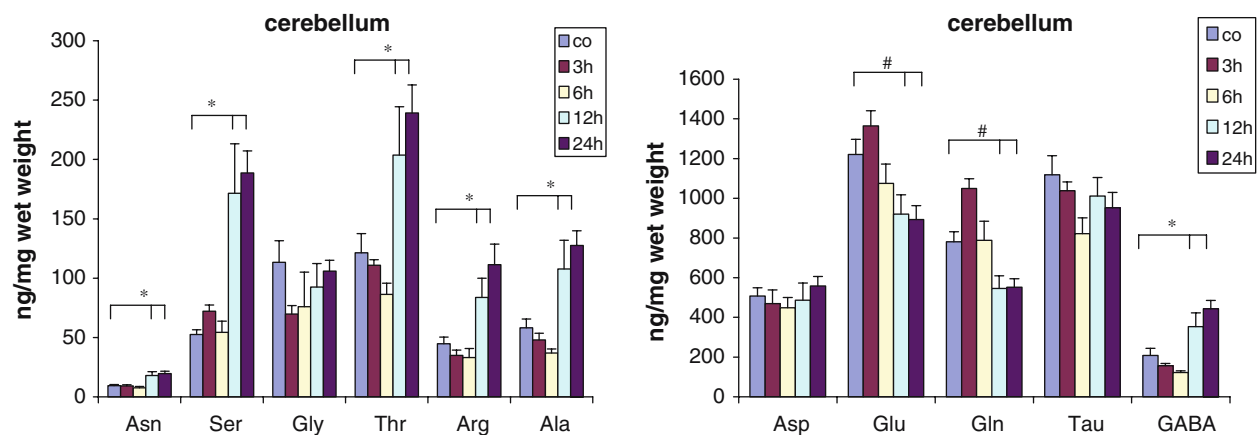 cerebellum
ng/mg wet weight
300
250
200
150
100
50
0
* * * * *
co
3h
6h
12h
24h
Asn Ser Gly Thr Arg Ala
cerebellum
ng/mg wet weight
1600
1400
1200
1000
800
600
400
200
0
# # *
co
3h
6h
12h
24h
Asp Glu Gln Tau GABA